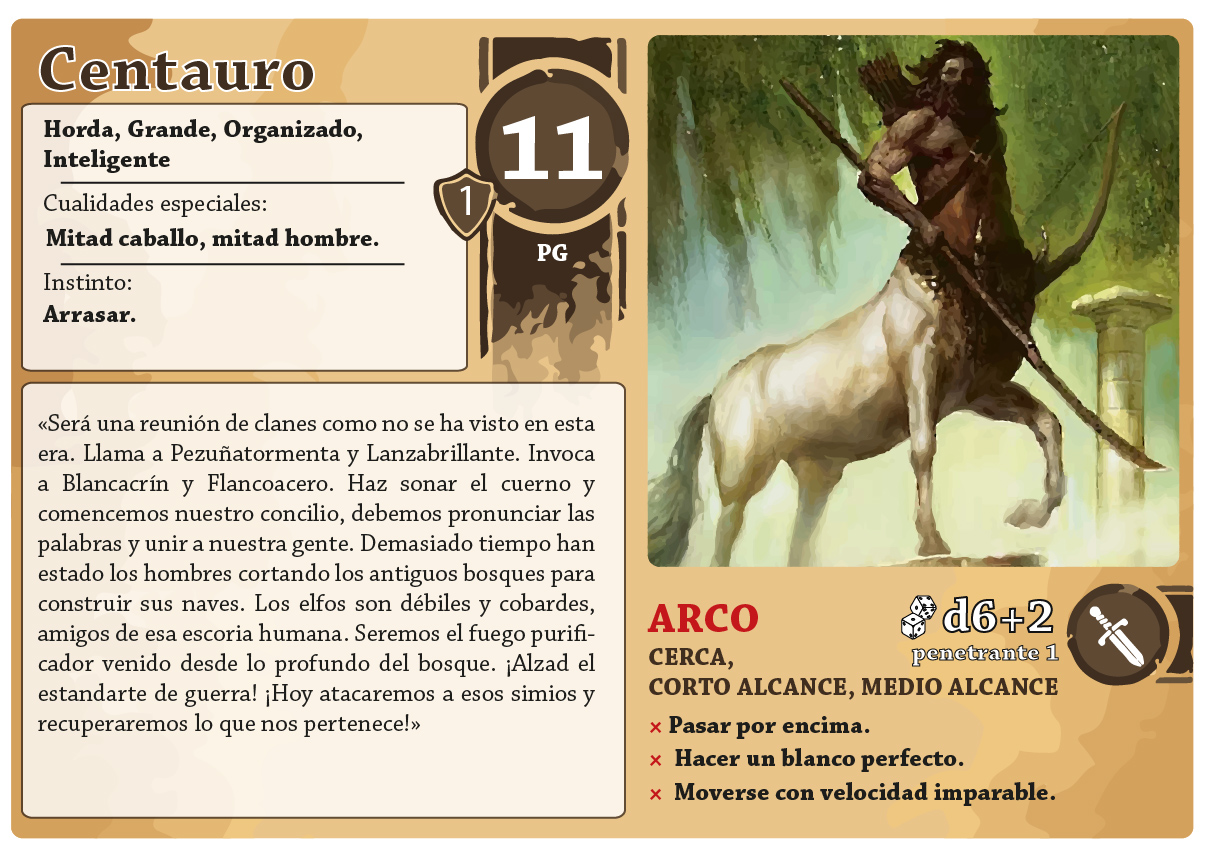 Centauro
Horda, Grande, Organizado,
Inteligente
Cualidades especiales:
Mitad caballo, mitad hombre.
Instinto:
Arrasar.
11
1
PG
«Será una reunión de clanes como no se ha visto en esta
era. Llama a Pezuñatormenta y Lanzabrillante. Invoca
a Blancacrín y Flancoacero. Haz sonar el cuerno y
comencemos nuestro concilio, debemos pronunciar las
palabras y unir a nuestra gente. Demasiado tiempo han
estado los hombres cortando los antiguos bosques para
construir sus naves. Los elfos son débiles y cobardes,
amigos de esa escoria humana. Seremos el fuego purifi-
cador venido desde lo profundo del bosque. ¡Alzad el
estandarte de guerra! ¡Hoy atacaremos a esos simios y
recuperaremos lo que nos pertenece!»
ARCO
d6+2
penetrante 1
CERCA,
CORTO ALCANCE, MEDIO ALCANCE
× Pasar por encima.
× Hacer un blanco perfecto.
× Moverse con velocidad imparable.